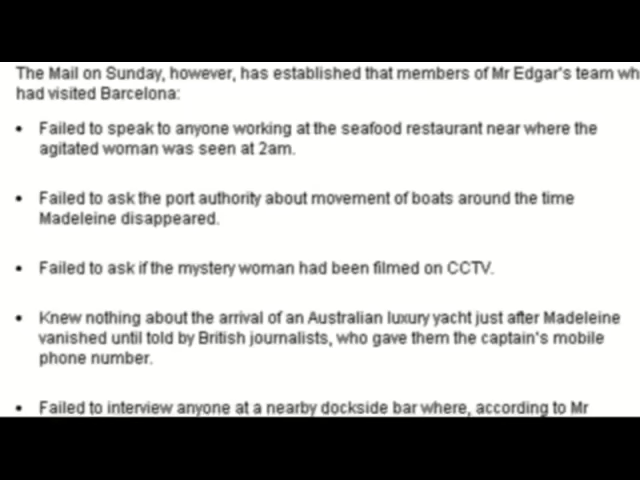 The Mail on Sunday, however, has established that members of Mr Edgar's team wh
had visited Barcelona:
• Failed to speak to anyone working at the seafood restaurant near where the
agitated woman was seen at 2am.
• Failed to ask the port authority about movement of boats around the time
Madeleine disappeared.
• Failed to ask if the mystery woman had been filmed on CCTV.
• Knew nothing about the arrival of an Australian luxury yacht just after Madeleine
vanished until told by British journalists, who gave them the captain's mobile
phone number.
• Failed to interview anyone at a nearby dockside bar where, according to Mr